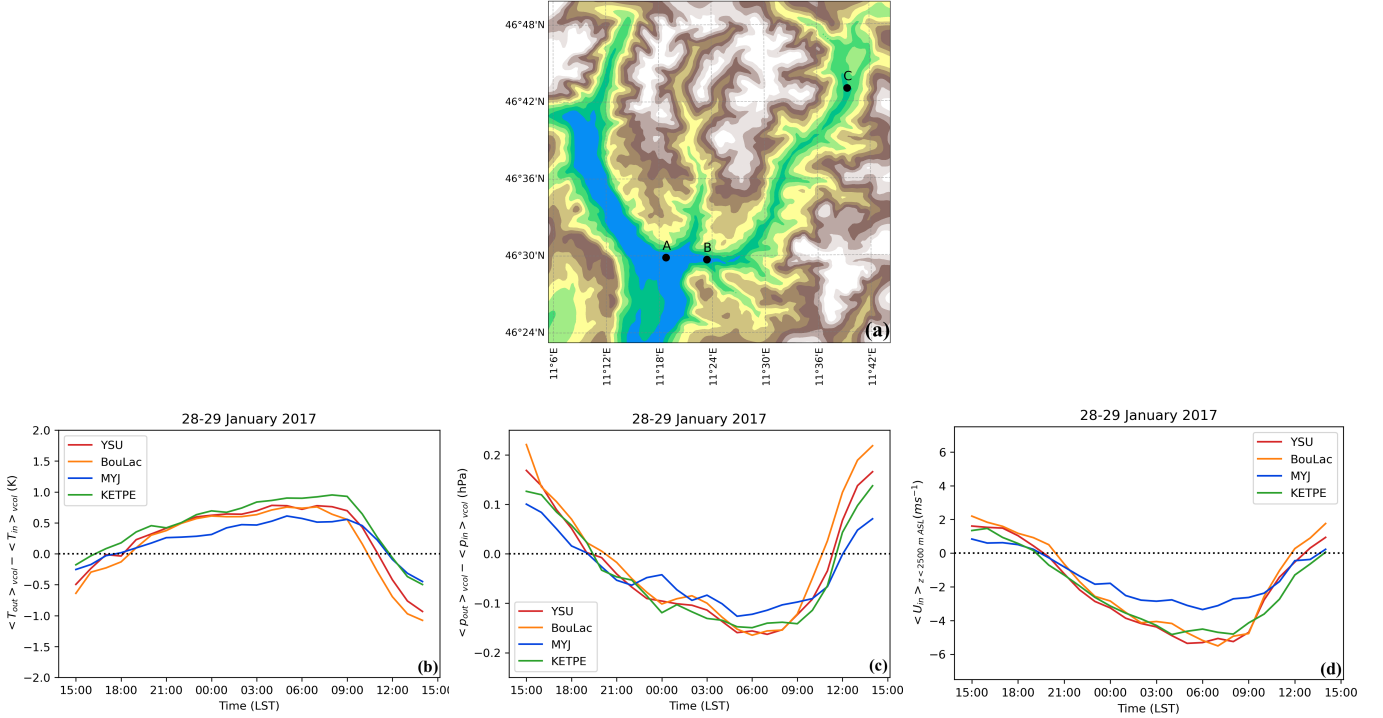 46°48'N
46°42'N
46°36'N
46°30'N
46°24'N
C
A
B
(a)
11°6'E
11°12'E
11°18'E
11°24'E
11°30'E
11°36'E
11°42'E
28-29 January 2017
< T_out >_vcol − < T_in >_vcol (K)
2.0
1.5
1.0
0.5
0.0
−0.5
−1.0
−1.5
−2.0
YSU
BouLac
MYJ
KETPE
(b)
15:00 18:00 21:00 00:00 03:00 06:00 09:00 12:00 15:00
Time (LST)
28-29 January 2017
< p_out >_vcol − < p_in >_vcol (hPa)
0.2
0.1
0.0
−0.1
−0.2
YSU
BouLac
MYJ
KETPE
(c)
15:00 18:00 21:00 00:00 03:00 06:00 09:00 12:00 15:00
Time (LST)
28-29 January 2017
< U_in >_z < 2500 m ASL (ms⁻¹)
6
4
2
0
−2
−4
−6
YSU
BouLac
MYJ
KETPE
(d)
15:00 18:00 21:00 00:00 03:00 06:00 09:00 12:00 15:00
Time (LST)